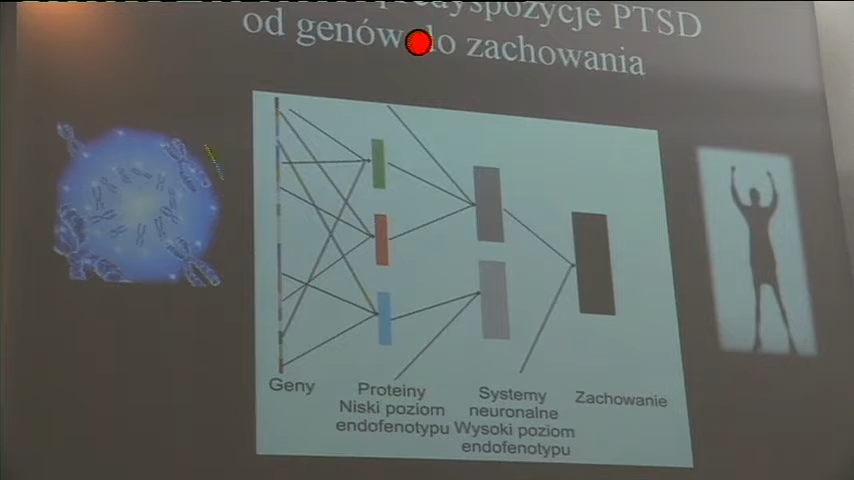 predyspozycje PTSD
od genów do zachowania
Geny
Proteiny
Niski poziom
endofenotypu
Systemy
neuronalne
Wysoki poziom
endofenotypu
Zachowanie